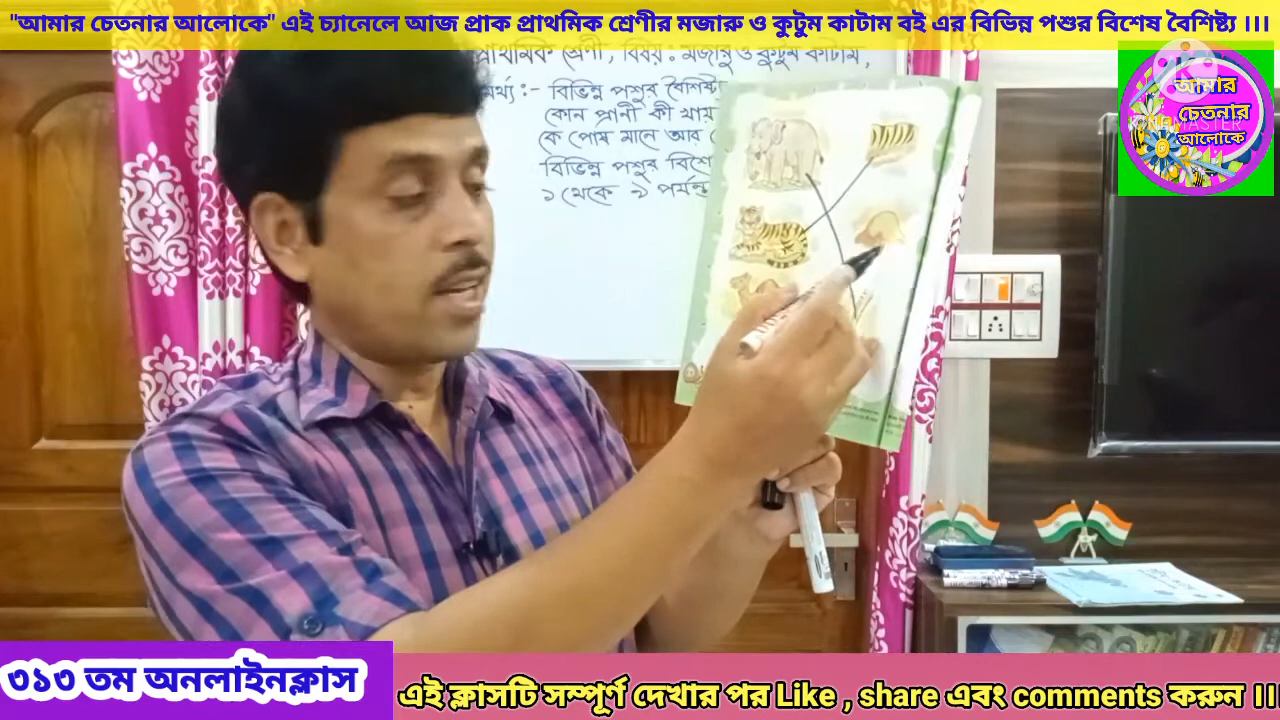 "আমার চেতনার আলোকে" এই চ্যানেলে আজ প্রাক প্রাথমিক শ্রেণীর মজারু ও কুটুম কাটাম বই এর বিভিন্ন পশুর বিশেষ বৈশিষ্ট্য ।।।
প্রাথমিক শ্রেণী, বিষয়ঃ মজারু ও কুটুম কাটাম,
বিভিন্ন পশুর বৈশিষ্ট্য
কোন প্রানী কী খায়
কে পোষ মানে আর
বিভিন্ন পশুর বিশে
১ থেকে ৯ পর্যন্ত
আমার
চেতনার
আলোকে
৩১৩ তম অনলাইনক্লাস
এই ক্লাসটি সম্পূর্ণ দেখার পর Like , share এবং comments করুন ।।